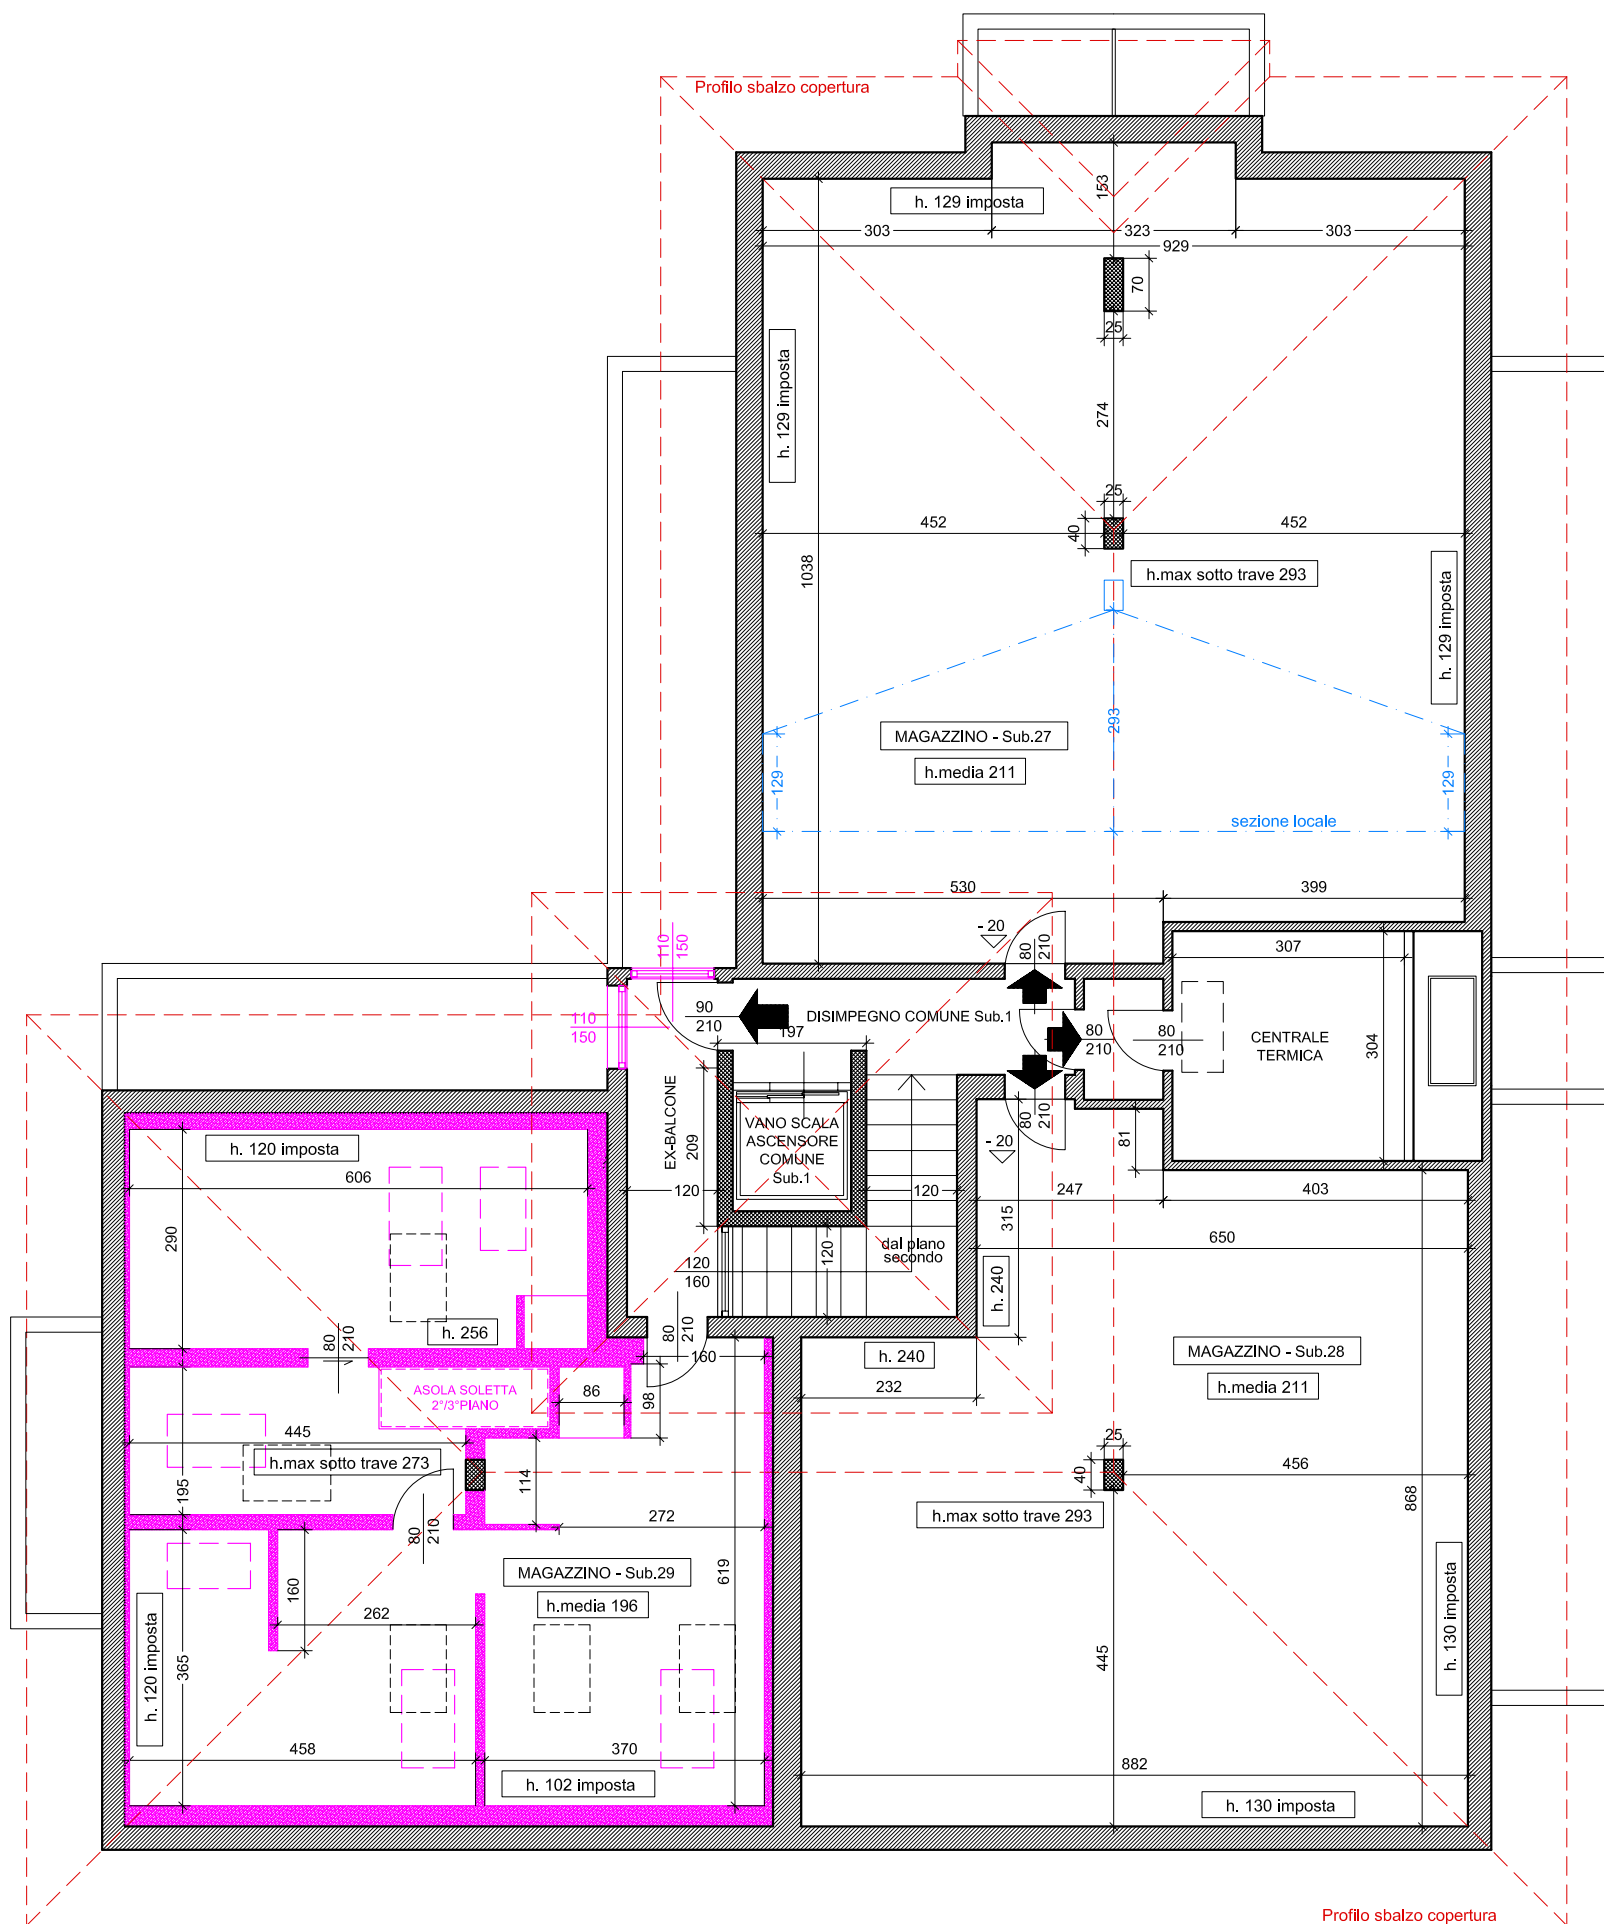 Profilo sbalzo copertura
153
h. 129 imposta
303
323
303
929
70
25
h. 129 imposta
274
25
452
40
452
1038
h.max sotto trave 293
h. 129 imposta
293
MAGAZZINO - Sub.27
h.media 211
129
129
sezione locale
530
399
- 20
80
210
110
150
307
90
210
DISIMPEGNO COMUNE Sub.1
197
110
150
80
210
80
210
CENTRALE
TERMICA
304
EX-BALCONE
209
VANO SCALA
ASCENSORE
COMUNE
Sub.1
80
210
- 20
81
h. 120 imposta
606
120
120
247
403
315
290
650
dal piano
secondo
120
120
160
h. 240
h. 256
80
210
80
210
160
h. 240
MAGAZZINO - Sub.28
h.media 211
ASOLA SOLETTA
2°/3°PIANO
86
98
232
445
h.max sotto trave 273
25
456
40
195
114
868
80
210
272
h.max sotto trave 293
160
MAGAZZINO - Sub.29
h.media 196
619
262
h. 120 imposta
365
445
h. 130 imposta
458
370
882
h. 102 imposta
h. 130 imposta
Profilo sbalzo copertura